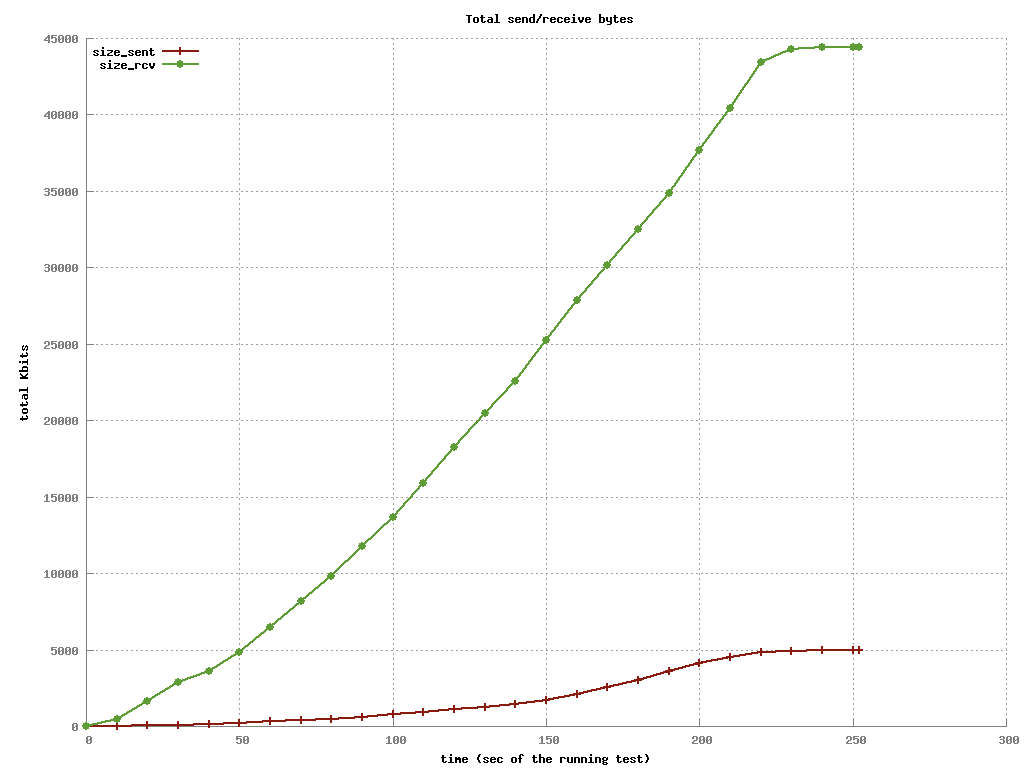 Total send/receive bytes
size_sent
size_rcv
45000
40000
35000
30000
25000
20000
15000
10000
5000
0
total Kbits
0 50 100 150 200 250 300
time (sec of the running test)